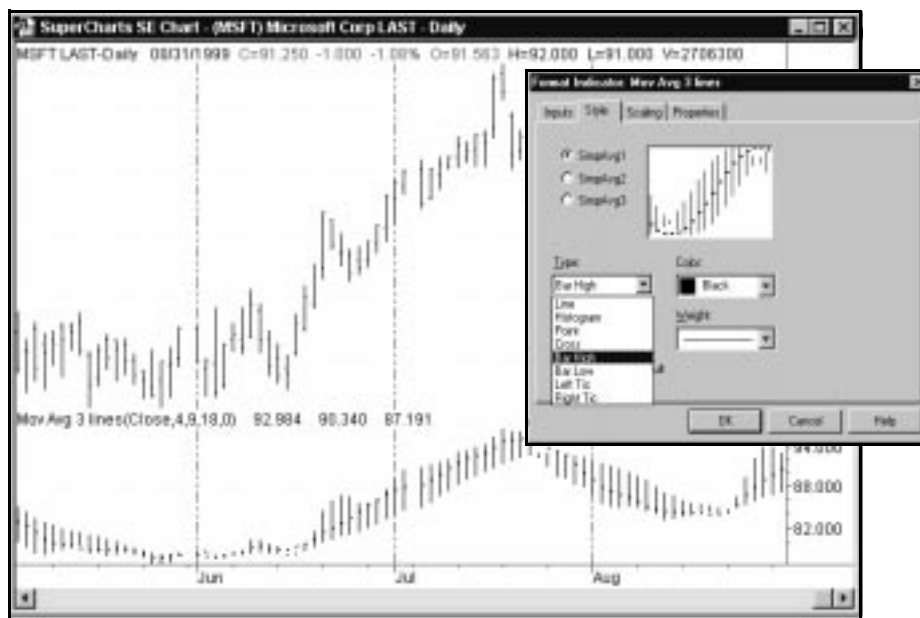 SuperCharts SE Chart - (MSFT) Microsoft Corp LAST - Daily
MSFT LAST-Daily 08/31/1999 C=91.250 -1.000 -1.08% O=91.563 H=92.000 L=91.000 V=2706300
Format Indicator: Mov Avg 3 lines
Inputs Style Scaling Properties
SimpAvg1
SimpAvg2
SimpAvg3
Type: Color:
Bar High Black
Line
Histogram
Point
Cross
Bar High
Bar Low
Left Tic
Right Tic
Weight:
OK Cancel Help
Mov Avg 3 lines(Close,4,9,18,0) 92.984 90.340 87.191
94.000
88.000
82.000
Jun Jul Aug